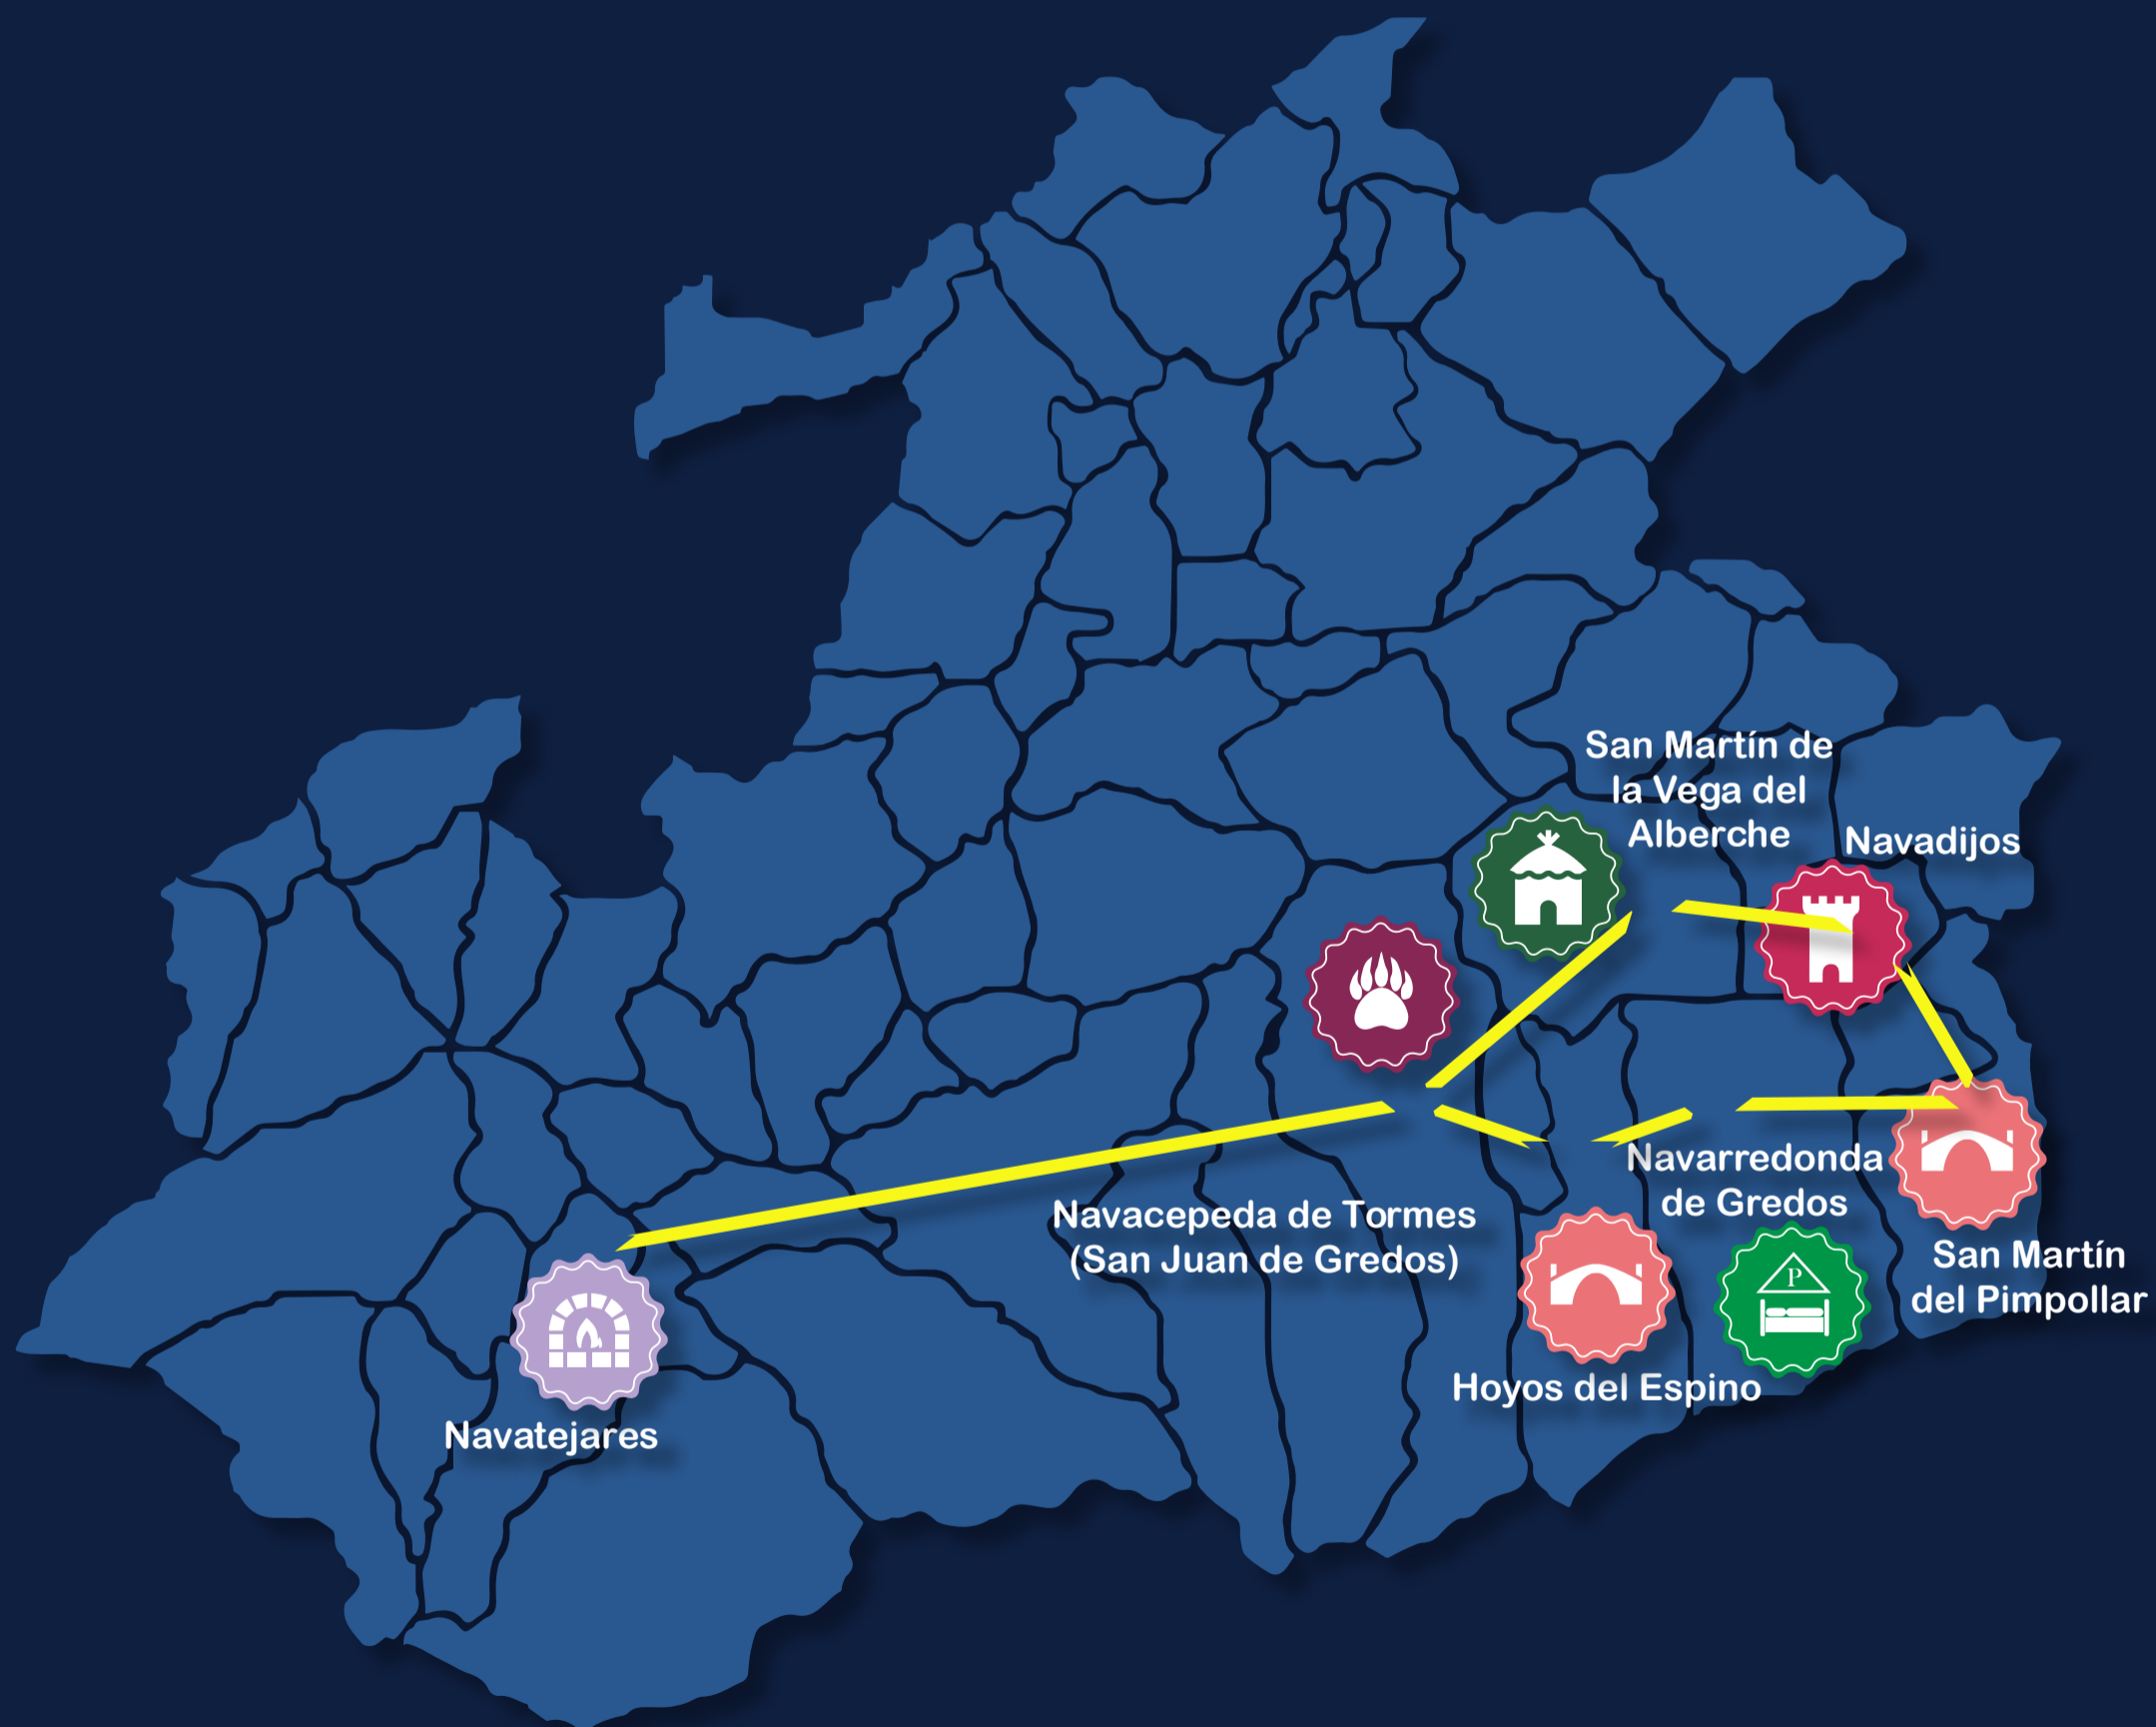 San Martín de
la Vega del
Alberche
Navadijos
Navarredonda
de Gredos
Navacepeda de Tormes
(San Juan de Gredos)
San Martín
del Pimpollar
P
Hoyos del Espino
Navatejares